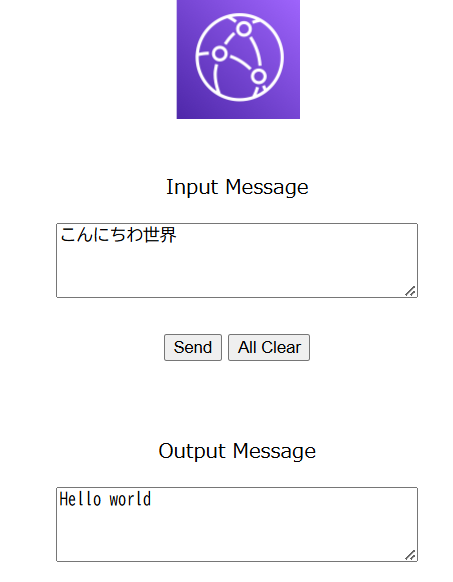 Input Message
こんにちわ世界
Send All Clear
Output Message
Hello world